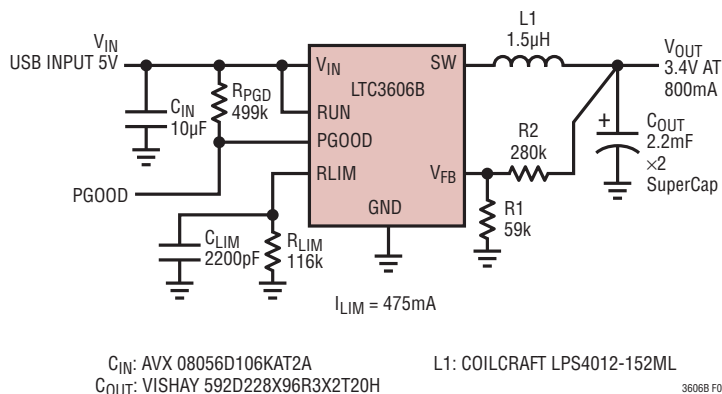 V_IN
USB INPUT 5V
C_IN
10µF
R_PGD
499k
PGOOD
V_IN
RUN
PGOOD
RLIM
LTC3606B
SW
V_FB
GND
L1
1.5µH
V_OUT
3.4V AT
800mA
R2
280k
R1
59k
+
C_OUT
2.2mF
×2
SuperCap
C_LIM
2200pF
R_LIM
116k
I_LIM = 475mA
C_IN: AVX 08056D106KAT2A
C_OUT: VISHAY 592D228X96R3X2T20H
L1: COILCRAFT LPS4012-152ML
3606B F0